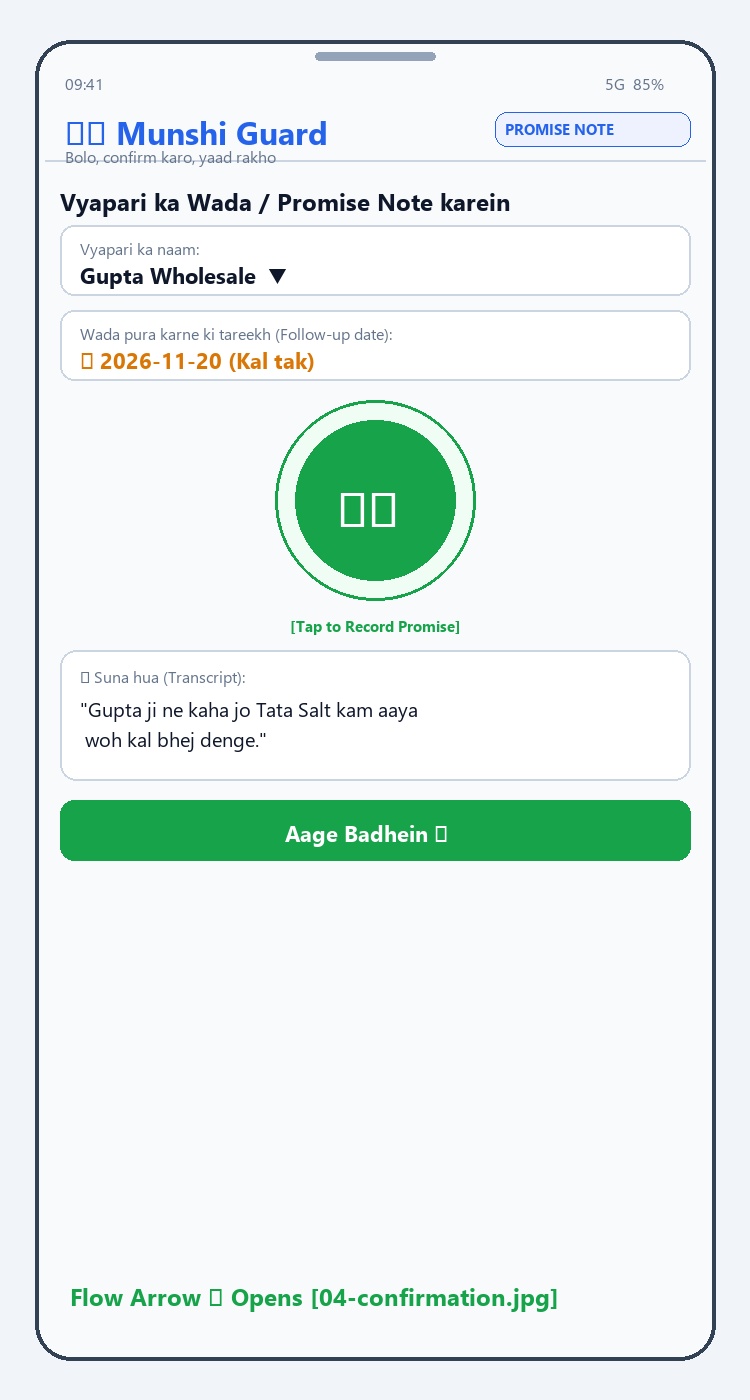 09:41
5G 85%
Munshi Guard
PROMISE NOTE
Bolo, confirm karo, yaad rakho
Vyapari ka Wada / Promise Note karein
Vyapari ka naam:
Gupta Wholesale ▼
Wada pura karne ki tareekh (Follow-up date):
2026-11-20 (Kal tak)
[Tap to Record Promise]
Suna hua (Transcript):
"Gupta ji ne kaha jo Tata Salt kam aaya
woh kal bhej denge."
Aage Badhein
Flow Arrow Opens [04-confirmation.jpg]